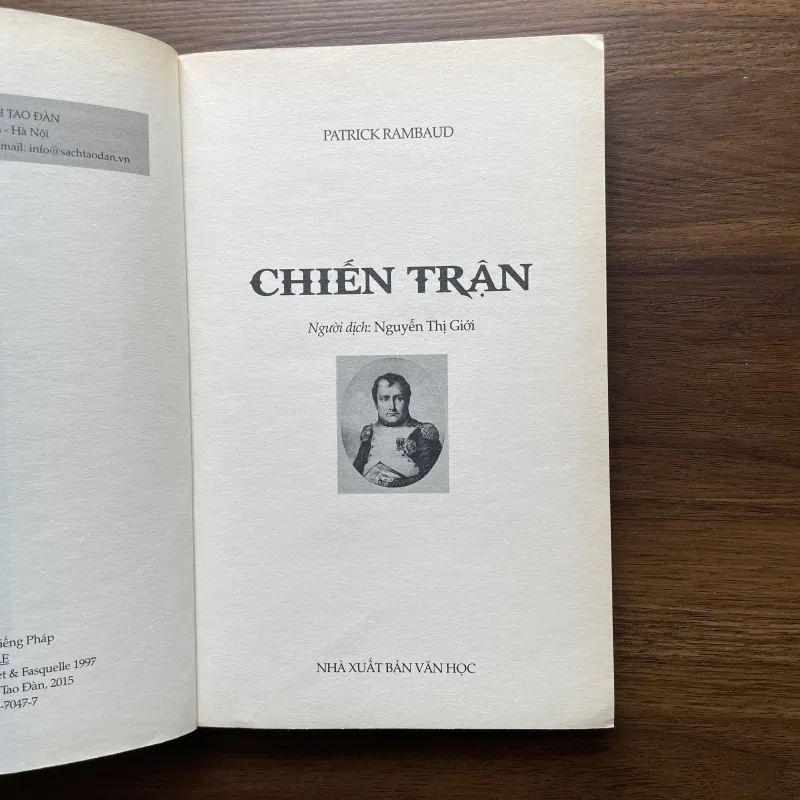 TAO ĐÀN
- Hà Nội
mail: info@sachtaodan.vn
iếng Pháp
LE
et & Fasquelle 1997
Tao Đàn, 2015
-7047-7
PATRICK RAMBAUD
CHIẾN TRẬN
Người dịch: Nguyễn Thị Giới
NHÀ XUẤT BẢN VĂN HỌC